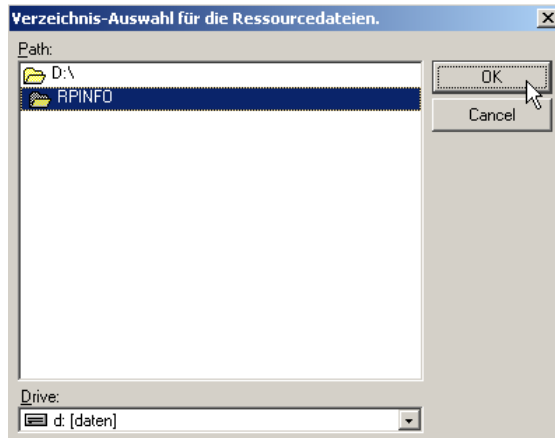 Verzeichnis-Auswahl für die Ressourcedateien.
Path:
D:\
RPINFO
OK
Cancel
Drive:
d: [daten]